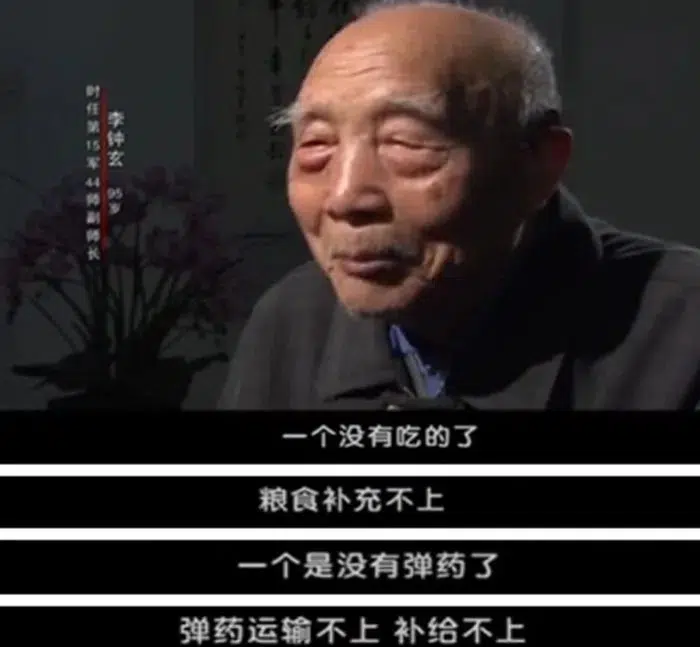 李钟玄 95岁
时任第15军44师副师长
一个没有吃的了
粮食补充不上
一个是没有弹药了
弹药运输不上 补给不上